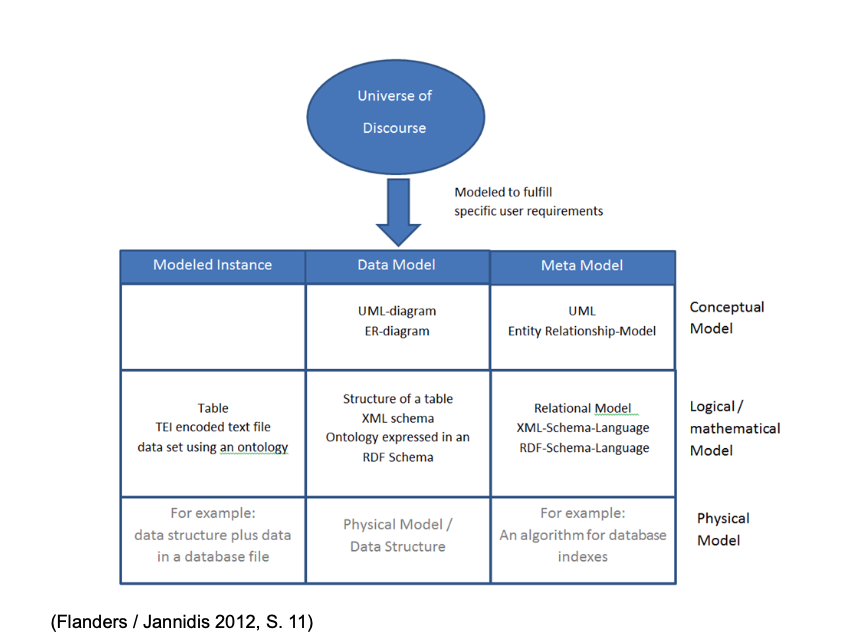 Universe of
Discourse
Modeled to fulfill
specific user requirements
Modeled Instance
Data Model
Meta Model
UML-diagram
ER-diagram
UML
Entity Relationship-Model
Conceptual
Model
Table
TEI encoded text file
data set using an ontology
Structure of a table
XML schema
Ontology expressed in an
RDF Schema
Relational Model
XML-Schema-Language
RDF-Schema-Language
Logical /
mathematical
Model
For example:
data structure plus data
in a database file
Physical Model /
Data Structure
For example:
An algorithm for database
indexes
Physical
Model
(Flanders / Jannidis 2012, S. 11)